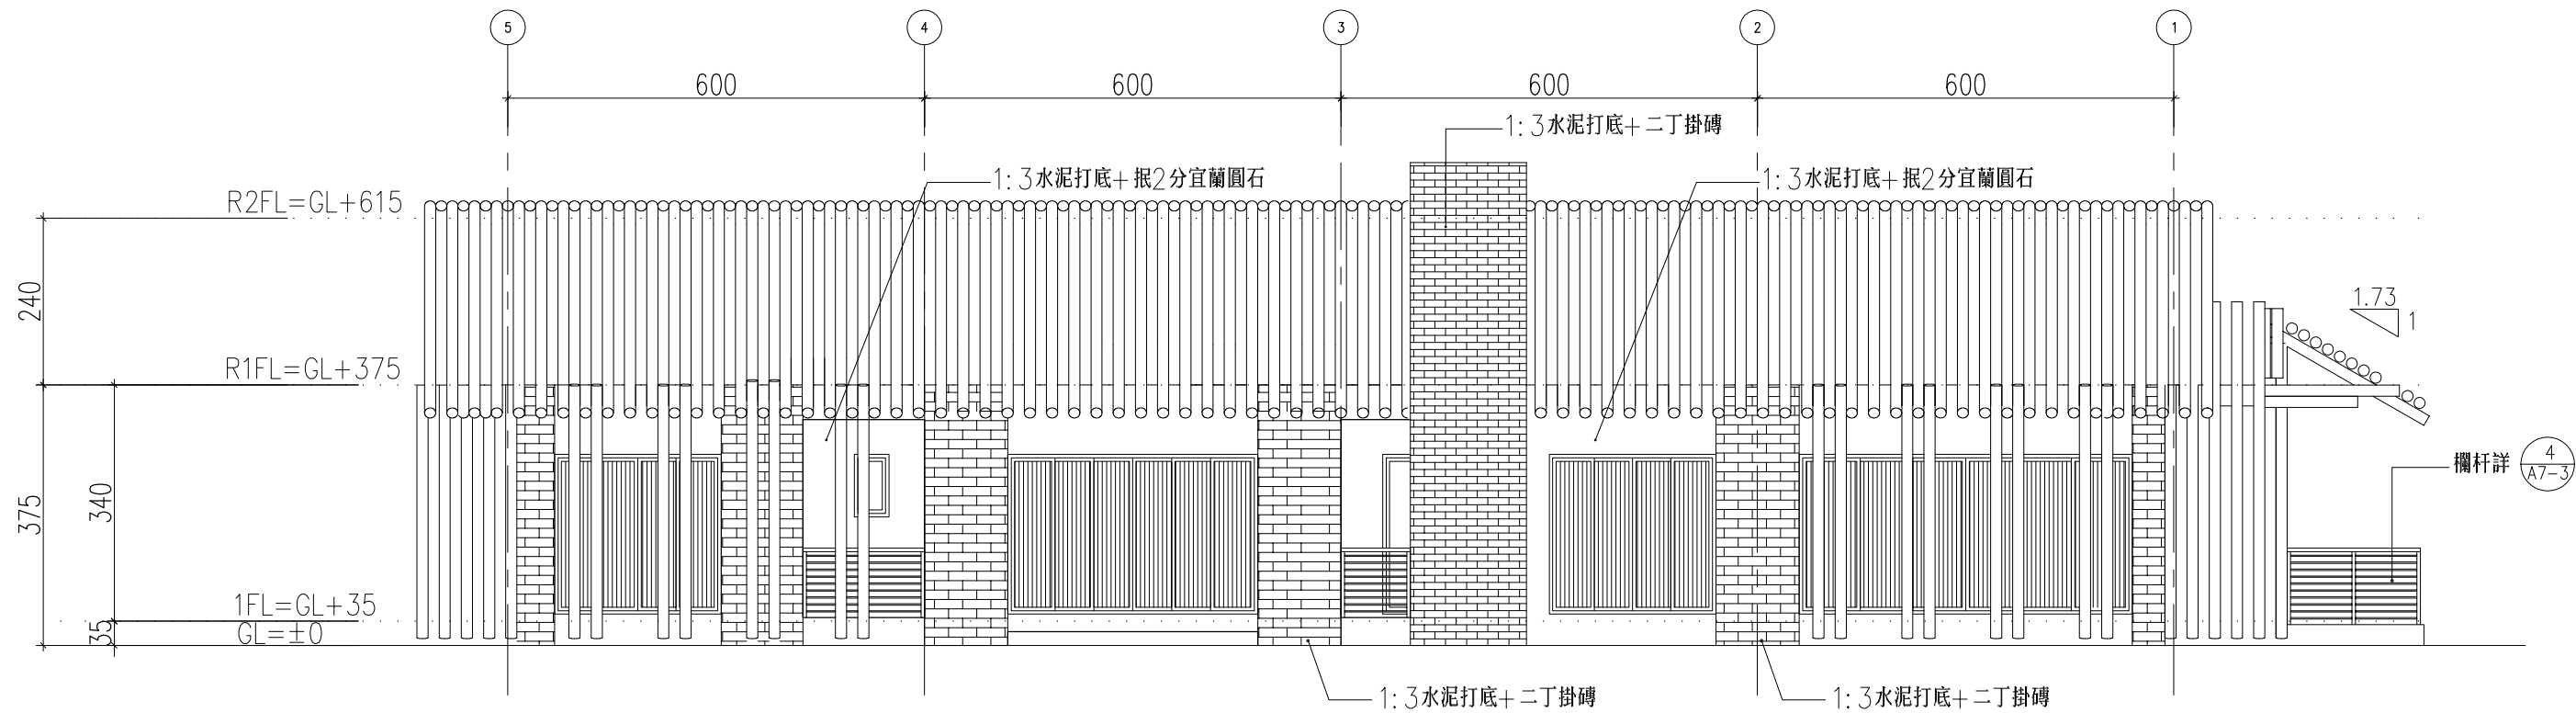 5
4
3
2
1
600
600
600
600
1:3水泥打底+二丁掛磚
1:3水泥打底+抿2分宜蘭圓石
1:3水泥打底+抿2分宜蘭圓石
R2FL=GL+615
240
1.73
1
R1FL=GL+375
375
340
欄杆詳
4
A7-3
1FL=GL+35
35
GL=±0
1:3水泥打底+二丁掛磚
1:3水泥打底+二丁掛磚